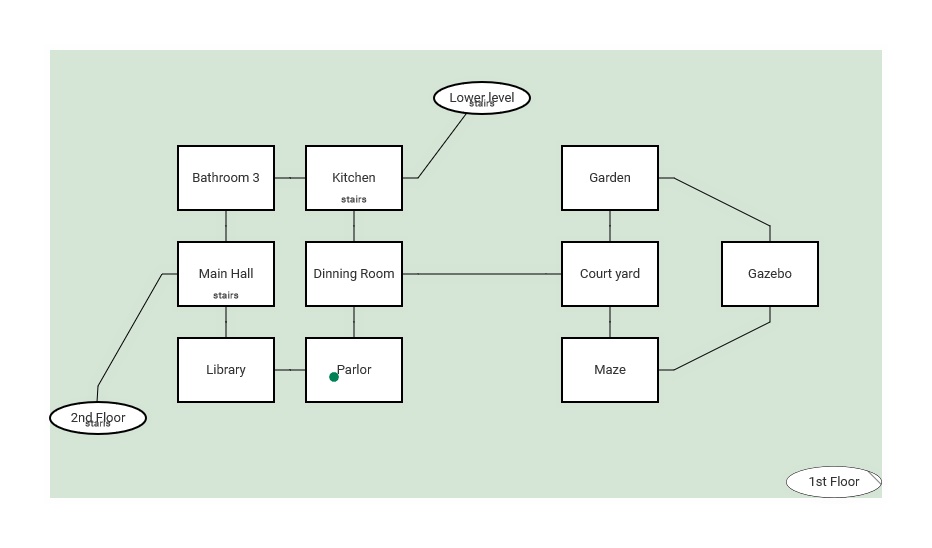 Lower level
stairs
Bathroom 3
Kitchen
stairs
Garden
Main Hall
stairs
Dinning Room
Court yard
Gazebo
Library
Parlor
Maze
2nd Floor
stairs
1st Floor